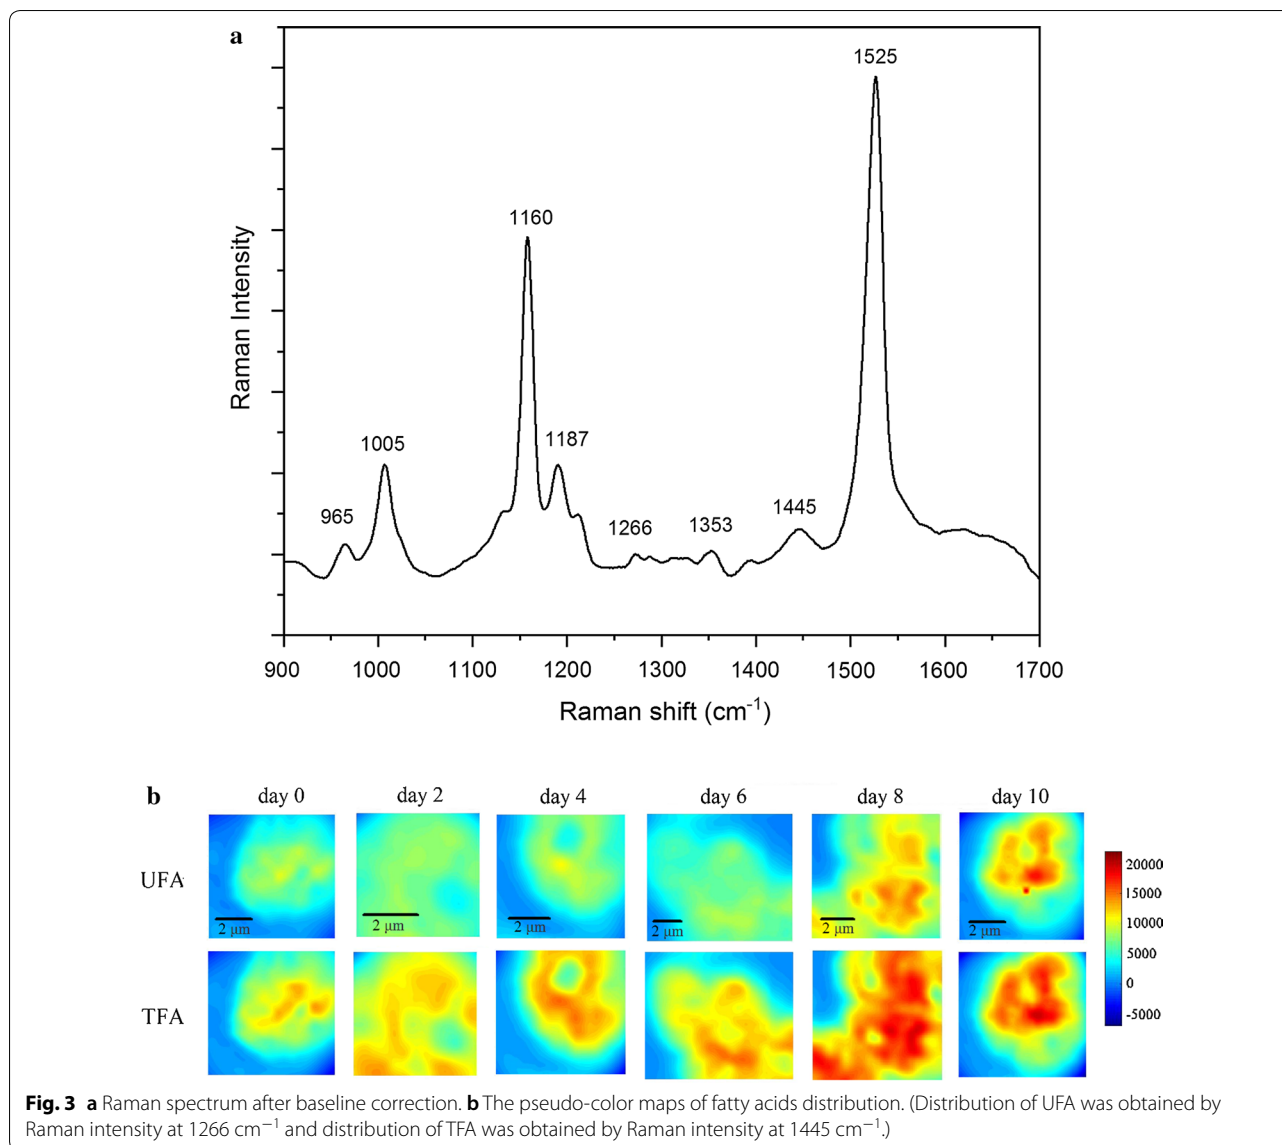 a
1525
1160
1187
1005
965
1266
1353
1445
Raman Intensity
900 1000 1100 1200 1300 1400 1500 1600 1700
Raman shift (cm⁻¹)
b
day 0 day 2 day 4 day 6 day 8 day 10
UFA
2 μm 2 μm 2 μm 2 μm 2 μm 2 μm
TFA
20000
15000
10000
5000
0
-5000
Fig. 3 a Raman spectrum after baseline correction. b The pseudo-color maps of fatty acids distribution. (Distribution of UFA was obtained by
Raman intensity at 1266 cm⁻¹ and distribution of TFA was obtained by Raman intensity at 1445 cm⁻¹.)